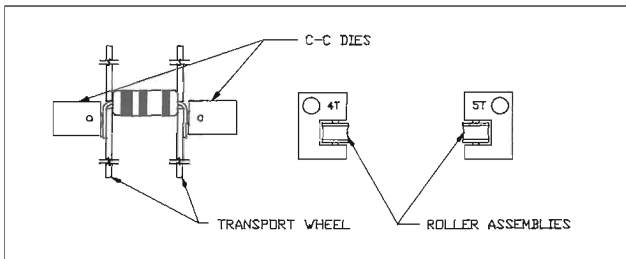 C-C DIES
4T
5T
TRANSPORT WHEEL
ROLLER ASSEMBLIES